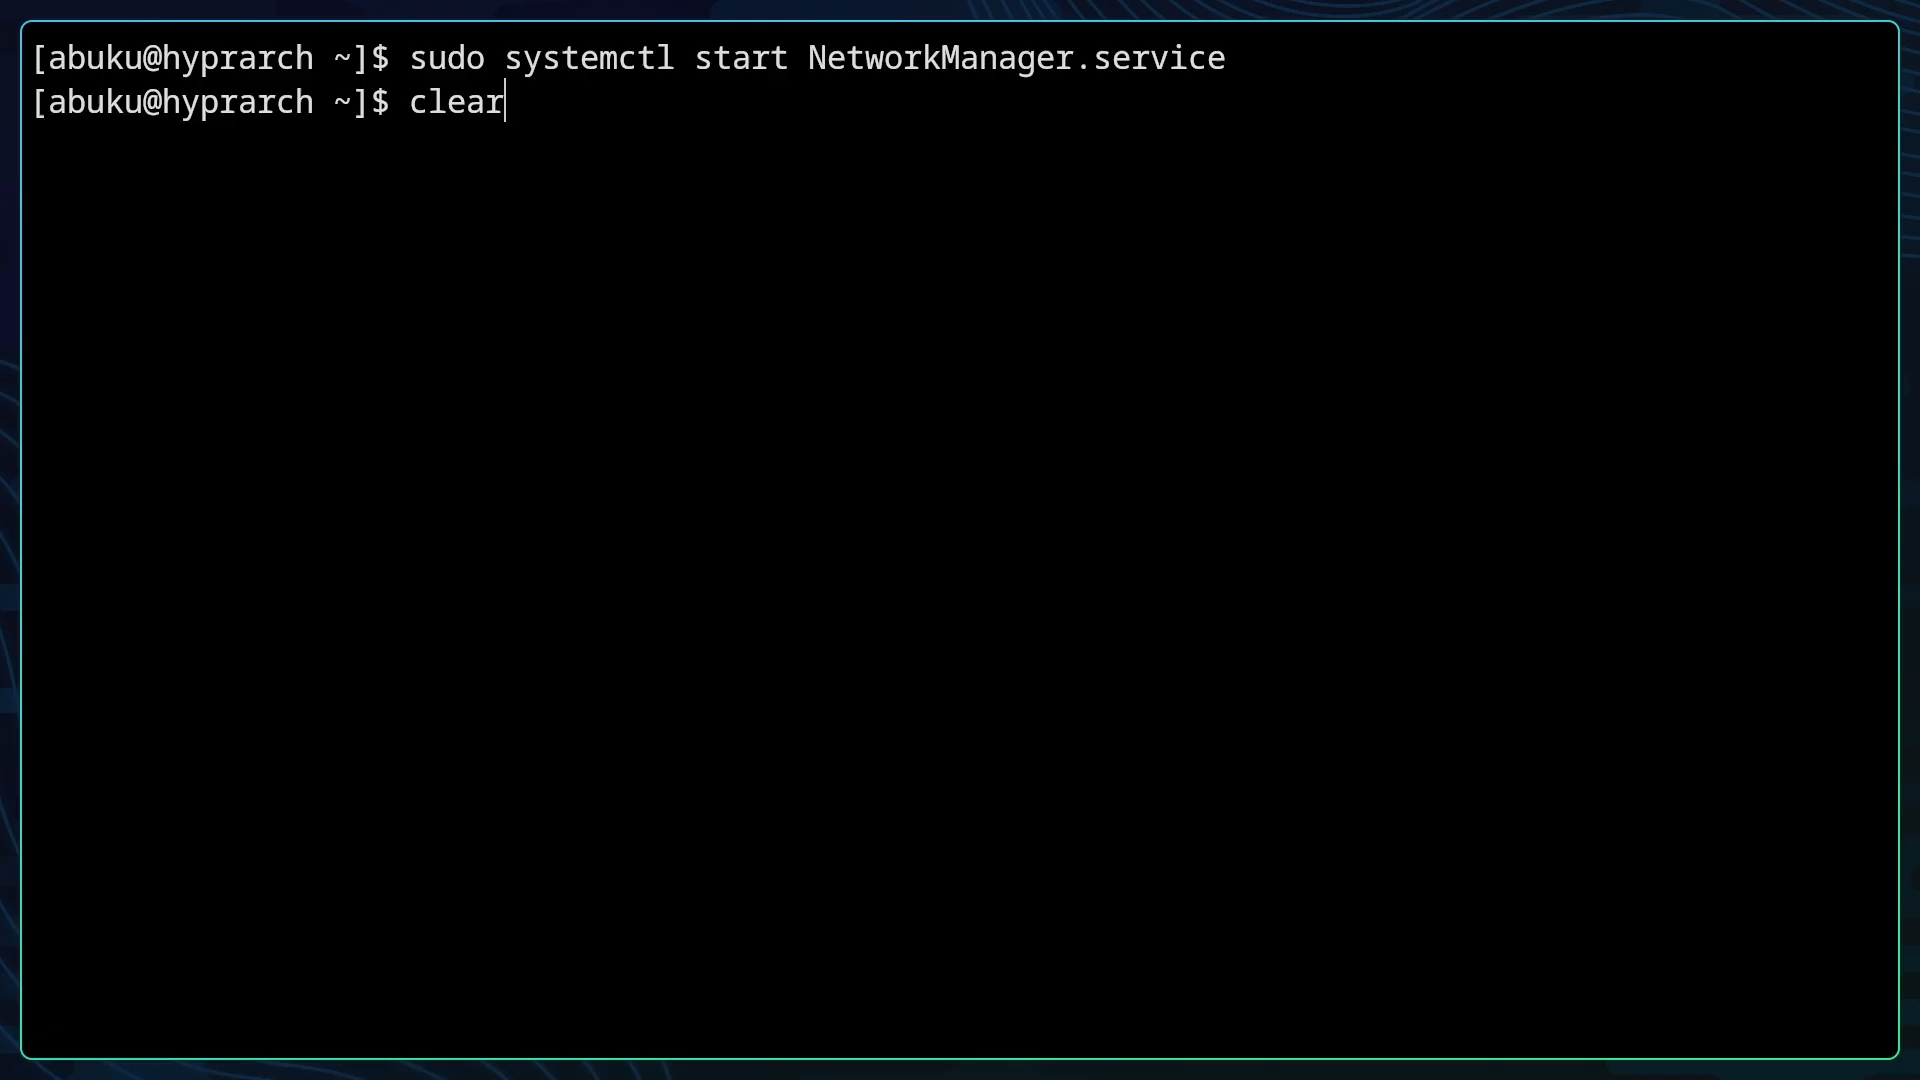 [abuku@hyprarch ~]$ sudo systemctl start NetworkManager.service
[abuku@hyprarch ~]$ clear